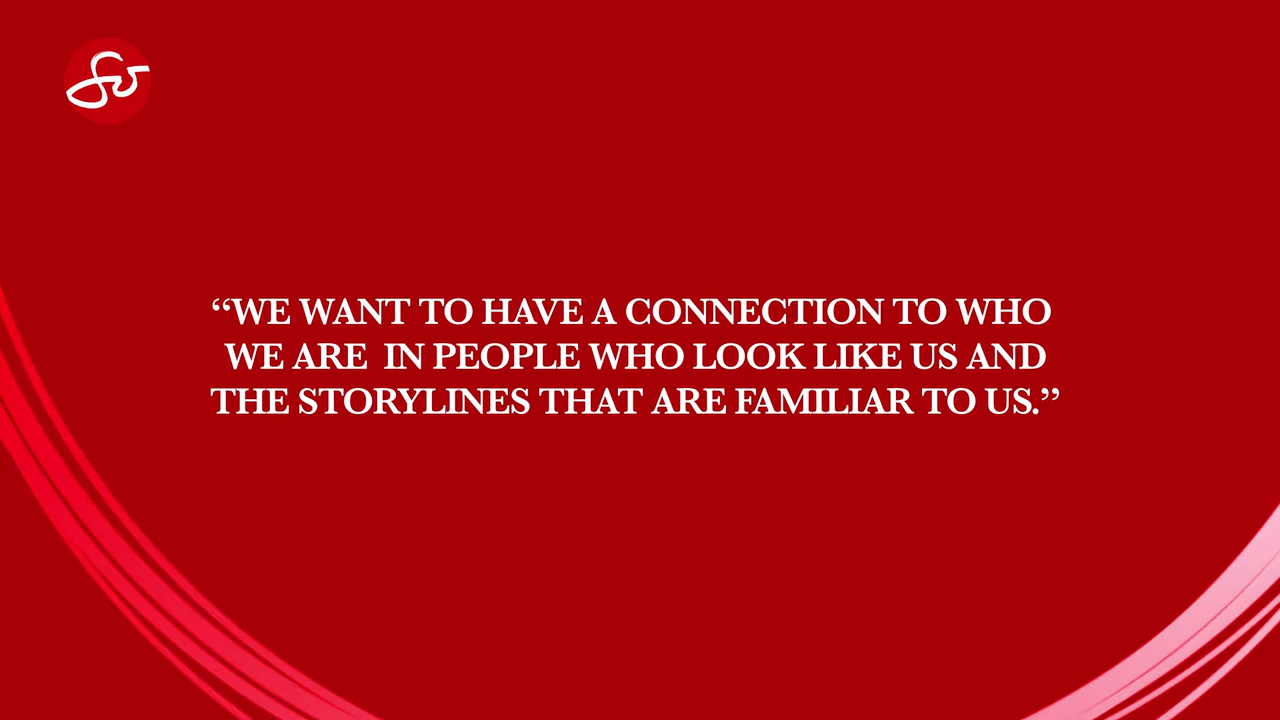 “WE WANT TO HAVE A CONNECTION TO WHO
WE ARE  IN PEOPLE WHO LOOK LIKE US AND
THE STORYLINES THAT ARE FAMILIAR TO US.”